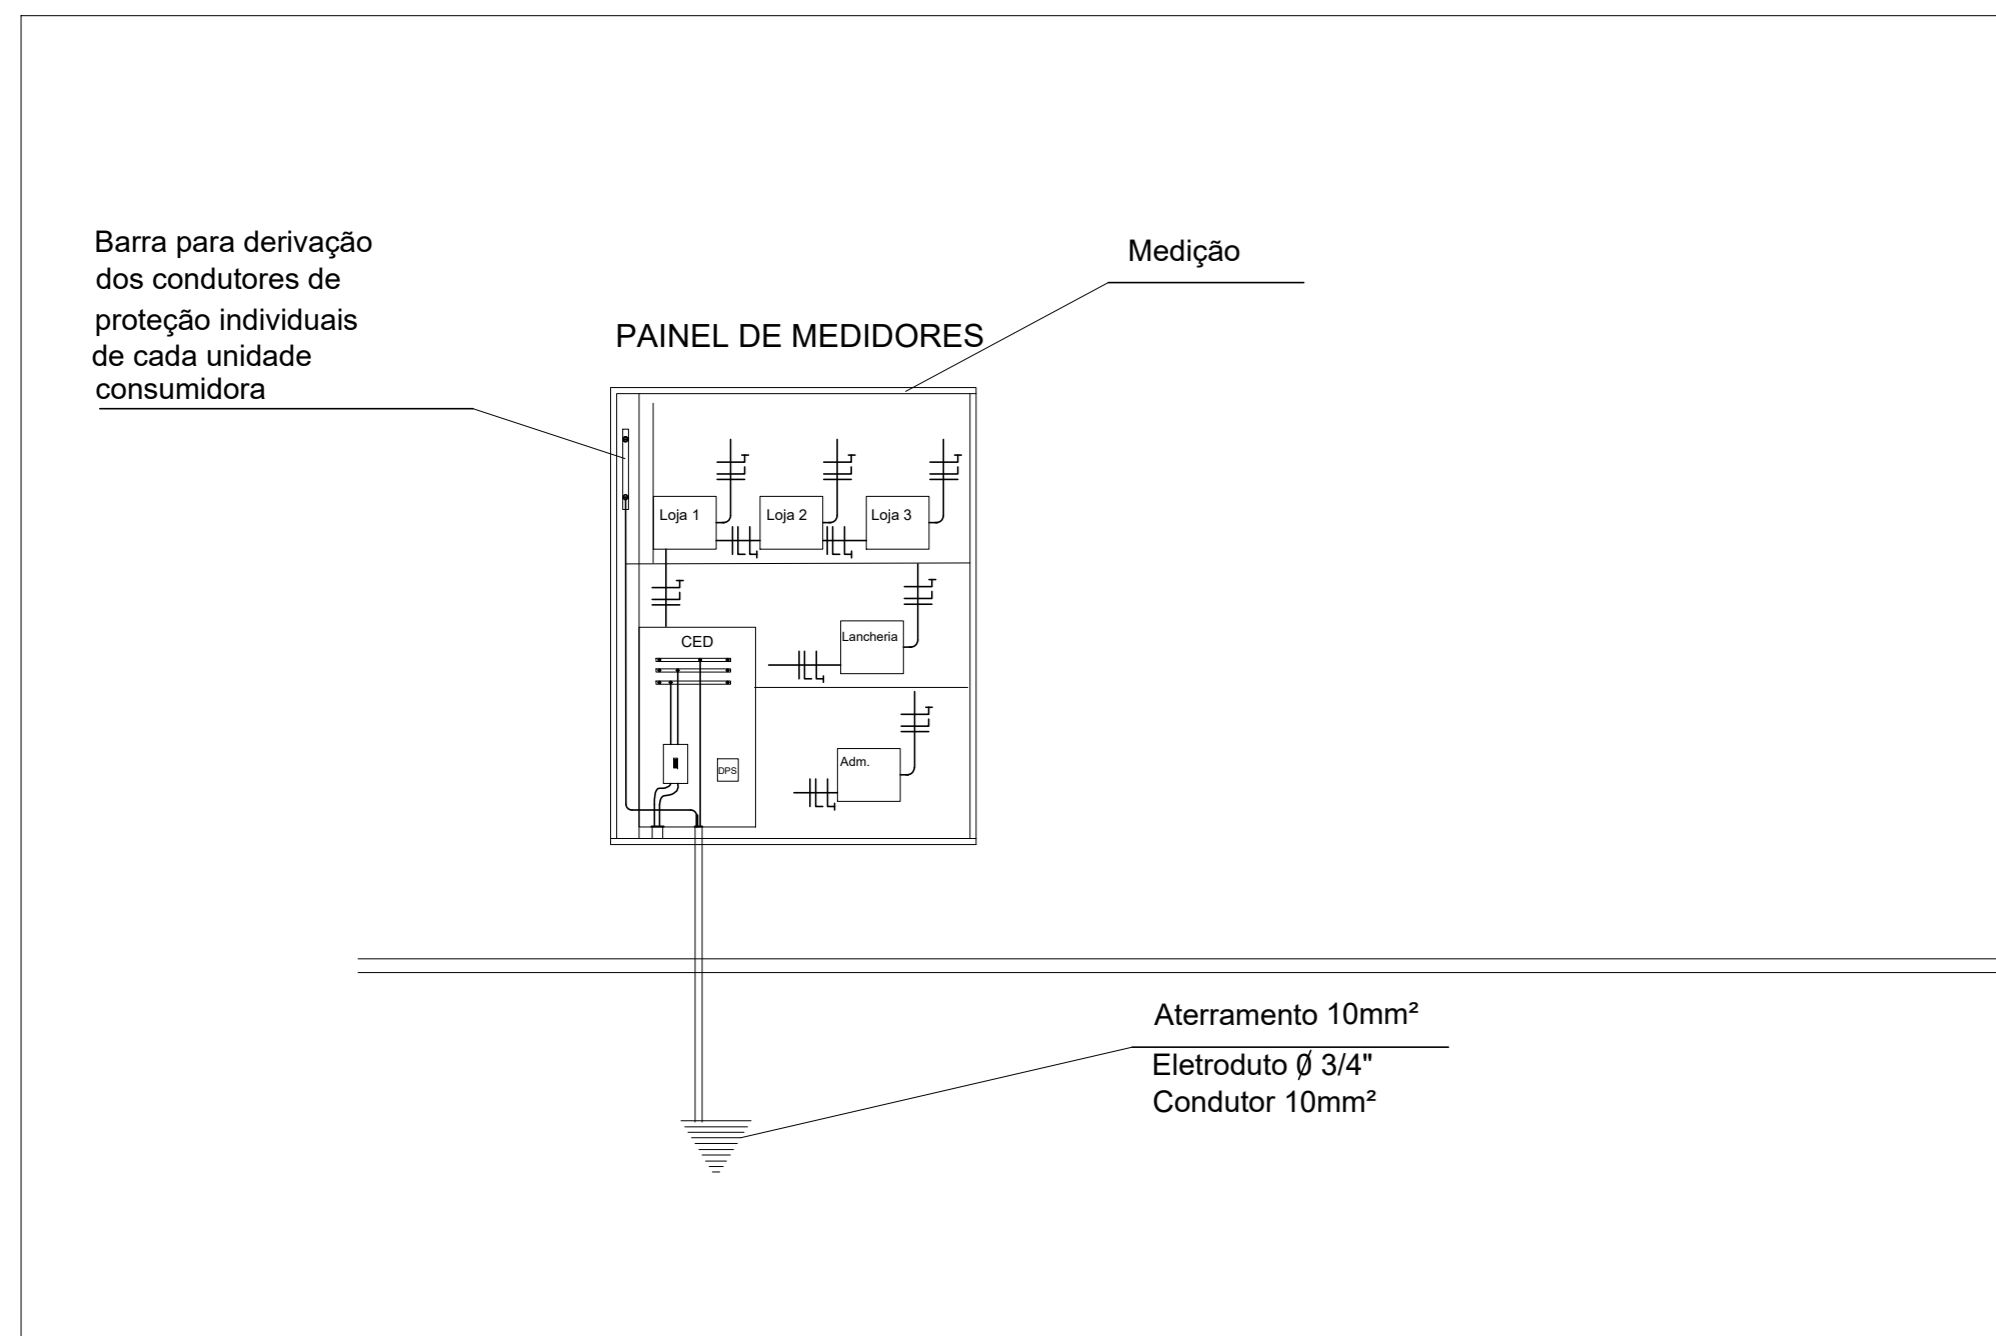 Barra para derivação
dos condutores de
proteção individuais
de cada unidade
consumidora
Medição
PAINEL DE MEDIDORES
Loja 1
Loja 2
Loja 3
CED
Lancheria
DPS
Adm.
Aterramento 10mm²
Eletroduto Ø 3/4"
Condutor 10mm²